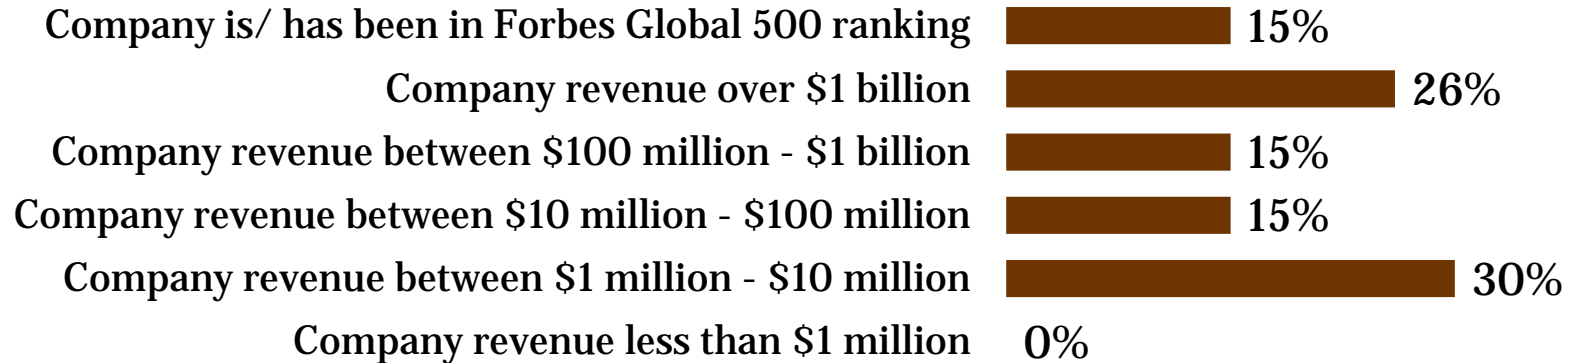 Company is/ has been in Forbes Global 500 ranking 15%
Company revenue over $1 billion 26%
Company revenue between $100 million - $1 billion 15%
Company revenue between $10 million - $100 million 15%
Company revenue between $1 million - $10 million 30%
Company revenue less than $1 million 0%